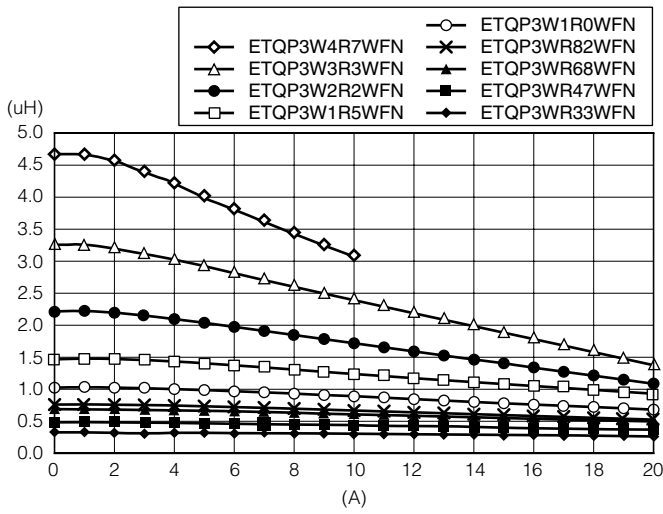 ETQP3W1R0WFN
ETQP3W4R7WFN ETQP3WR82WFN
ETQP3W3R3WFN ETQP3WR68WFN
ETQP3W2R2WFN ETQP3WR47WFN
ETQP3W1R5WFN ETQP3WR33WFN
(uH)
5.0
4.5
4.0
3.5
3.0
2.5
2.0
1.5
1.0
0.5
0.0
0 2 4 6 8 10 12 14 16 18 20
(A)